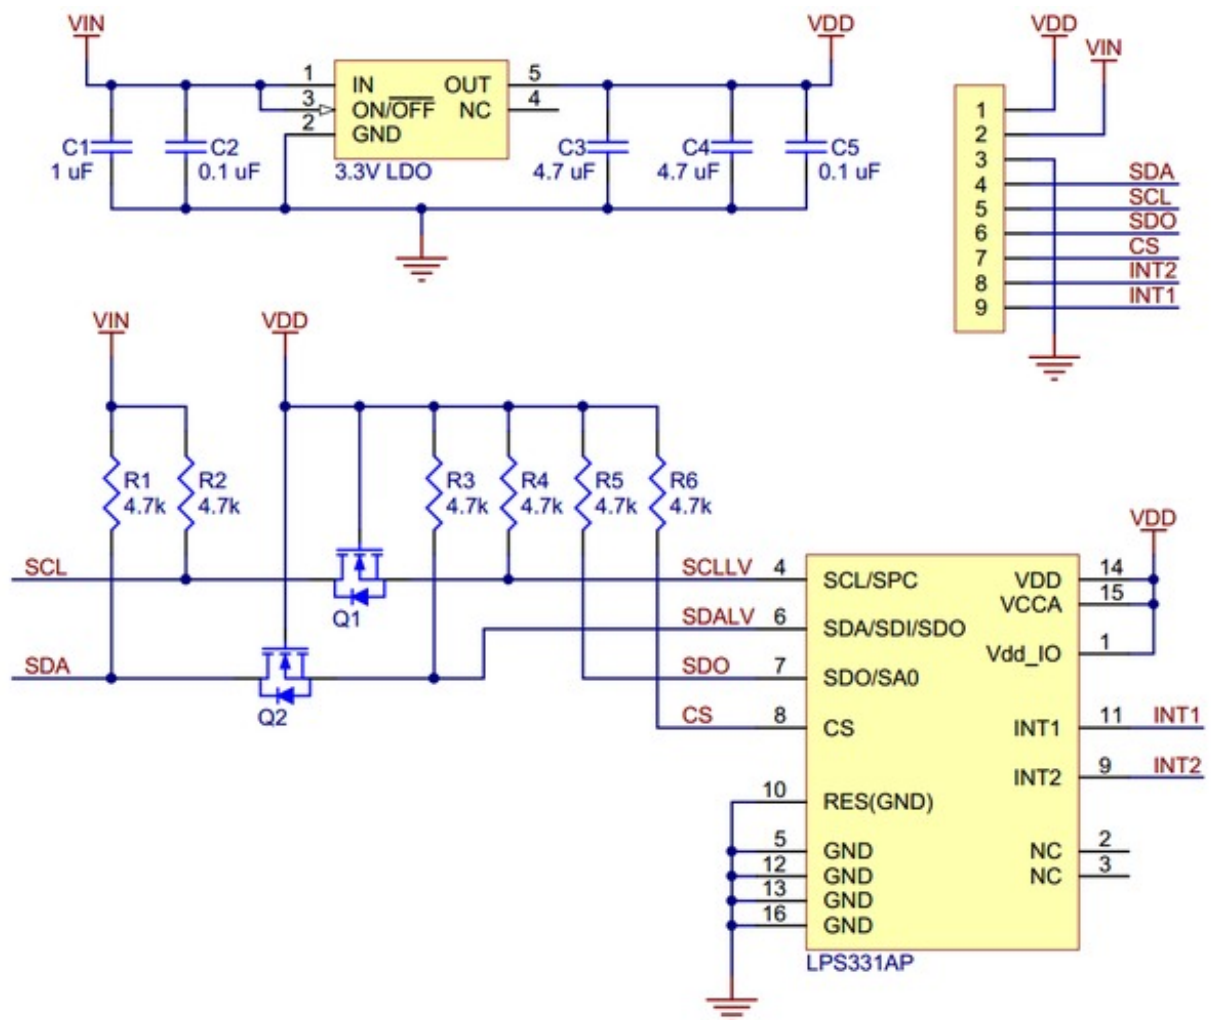 VIN
VDD
1
IN
OUT
5
3
ON/OFF
NC
4
2
GND
C1
1 uF
C2
0.1 uF
3.3V LDO
C3
4.7 uF
C4
4.7 uF
C5
0.1 uF
VDD
VIN
1
2
3
4
SDA
5
SCL
6
SDO
7
CS
8
INT2
9
INT1
VIN
VDD
R1
4.7k
R2
4.7k
R3
4.7k
R4
4.7k
R5
4.7k
R6
4.7k
SCL
Q1
SDA
Q2
SCLLV
4
SCL/SPC
SDALV
6
SDA/SDI/SDO
SDO
7
SDO/SA0
CS
8
CS
10
RES(GND)
5
GND
12
GND
13
GND
16
GND
VDD
VDD
14
VCCA
15
Vdd_IO
1
INT1
11
INT1
INT2
9
INT2
NC
2
NC
3
LPS331AP